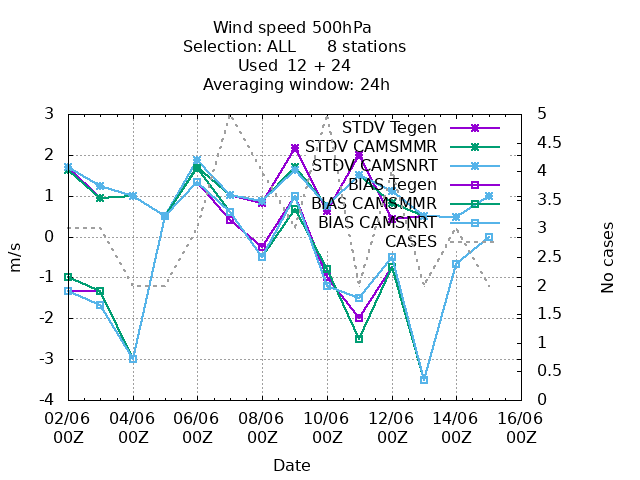 Wind speed 500hPa
Selection: ALL 8 stations
Used 12 + 24
Averaging window: 24h
STDV Tegen
STDV CAMSMMR
STDV CAMSNRT
BIAS Tegen
BIAS CAMSMMR
BIAS CAMSNRT
CASES
3
2
1
0
-1
-2
-3
-4
m/s
5
4.5
4
3.5
3
2.5
2
1.5
1
0.5
0
No cases
02/06 04/06 06/06 08/06 10/06 12/06 14/06 16/06
00Z 00Z 00Z 00Z 00Z 00Z 00Z 00Z
Date